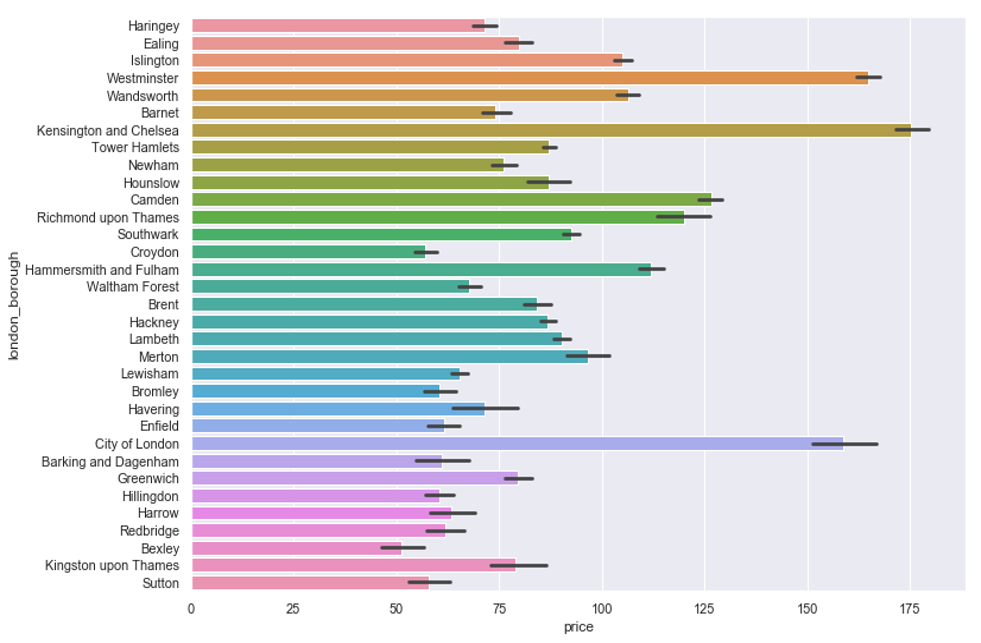 Haringey
Ealing
Islington
Westminster
Wandsworth
Barnet
Kensington and Chelsea
Tower Hamlets
Newham
Hounslow
Camden
Richmond upon Thames
Southwark
Croydon
Hammersmith and Fulham
Waltham Forest
Brent
Hackney
Lambeth
Merton
Lewisham
Bromley
Havering
Enfield
City of London
Barking and Dagenham
Greenwich
Hillingdon
Harrow
Redbridge
Bexley
Kingston upon Thames
Sutton
london_borough
0 25 50 75 100 125 150 175
price